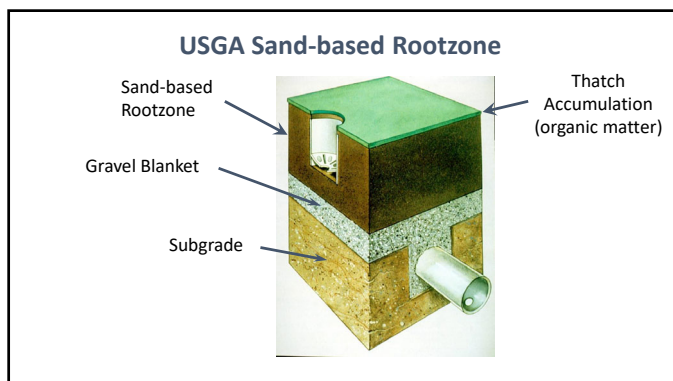 USGA Sand-based Rootzone
Sand-based
Rootzone
Thatch
Accumulation
(organic matter)
Gravel Blanket
Subgrade